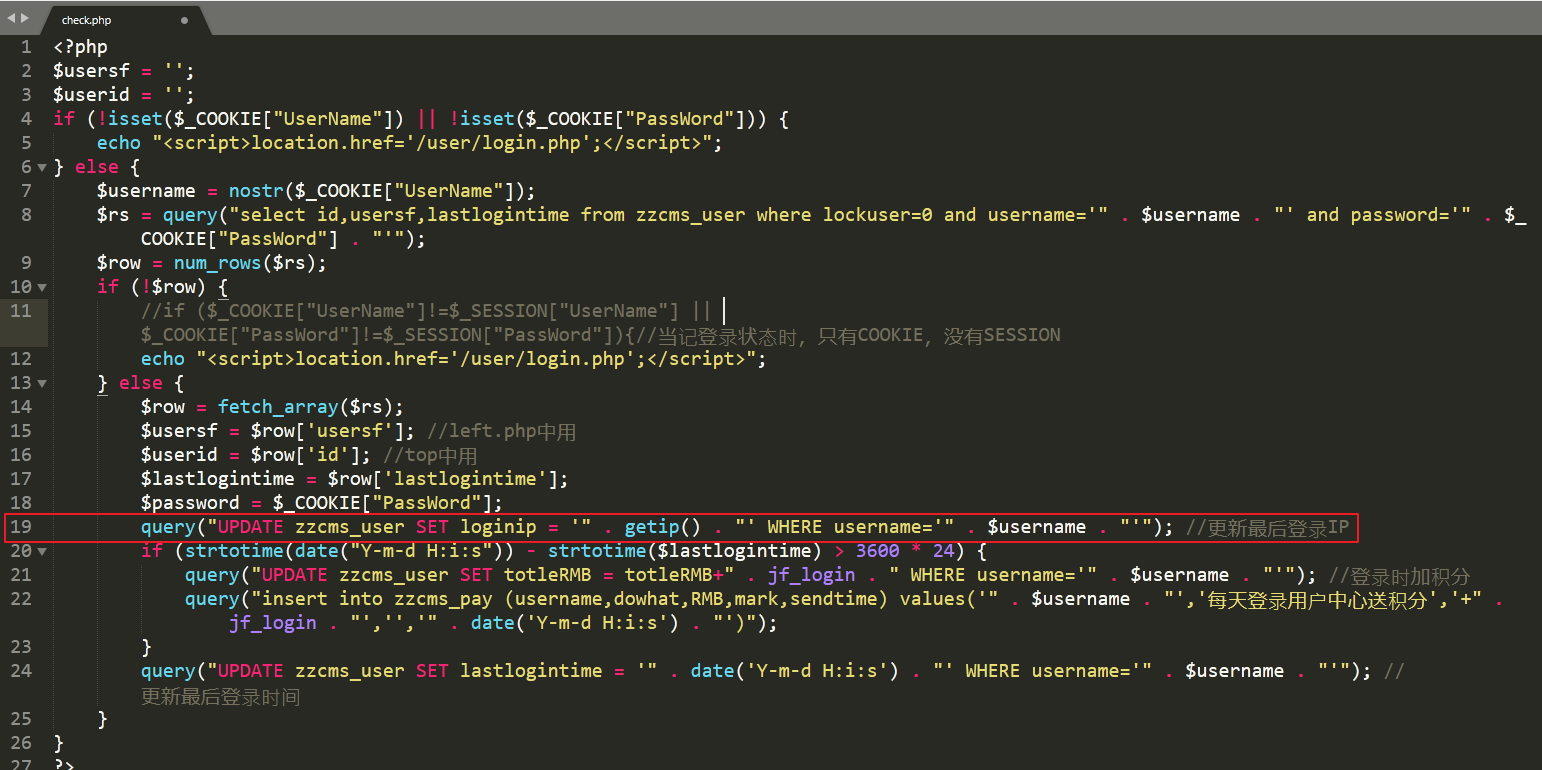 check.php
1 <?php
2 $usersf = '';
3 $userid = '';
4 if (!isset($_COOKIE["UserName"]) || !isset($_COOKIE["PassWord"])) {
5 echo "<script>location.href='/user/login.php';</script>";
6 } else {
7 $username = nostr($_COOKIE["UserName"]);
8 $rs = query("select id,usersf,lastlogintime from zzcms_user where lockuser=0 and username='" . $username . "' and password='" . $_
COOKIE["PassWord"] . "'");
9 $row = num_rows($rs);
10 if (!$row) {
11 //if ($_COOKIE["UserName"]!=$_SESSION["UserName"] ||
$_COOKIE["PassWord"]!=$_SESSION["PassWord"]){//当记登录状态时，只有COOKIE，没有SESSION
12 echo "<script>location.href='/user/login.php';</script>";
13 } else {
14 $row = fetch_array($rs);
15 $usersf = $row['usersf']; //left.php中用
16 $userid = $row['id']; //top中用
17 $lastlogintime = $row['lastlogintime'];
18 $password = $_COOKIE["PassWord"];
19 query("UPDATE zzcms_user SET loginip = '" . getip() . "' WHERE username='" . $username . "'"); //更新最后登录IP
20 if (strtotime(date("Y-m-d H:i:s")) - strtotime($lastlogintime) > 3600 * 24) {
21 query("UPDATE zzcms_user SET totleRMB = totleRMB+" . jf_login . " WHERE username='" . $username . "'"); //登录时加积分
22 query("insert into zzcms_pay (username,dowhat,RMB,mark,sendtime) values('" . $username . "','每天登录用户中心送积分','+" .
jf_login . "','','" . date('Y-m-d H:i:s') . "')");
23 }
24 query("UPDATE zzcms_user SET lastlogintime = '" . date('Y-m-d H:i:s') . "' WHERE username='" . $username . "'"); //
更新最后登录时间
25 }
26 }
27 ?>